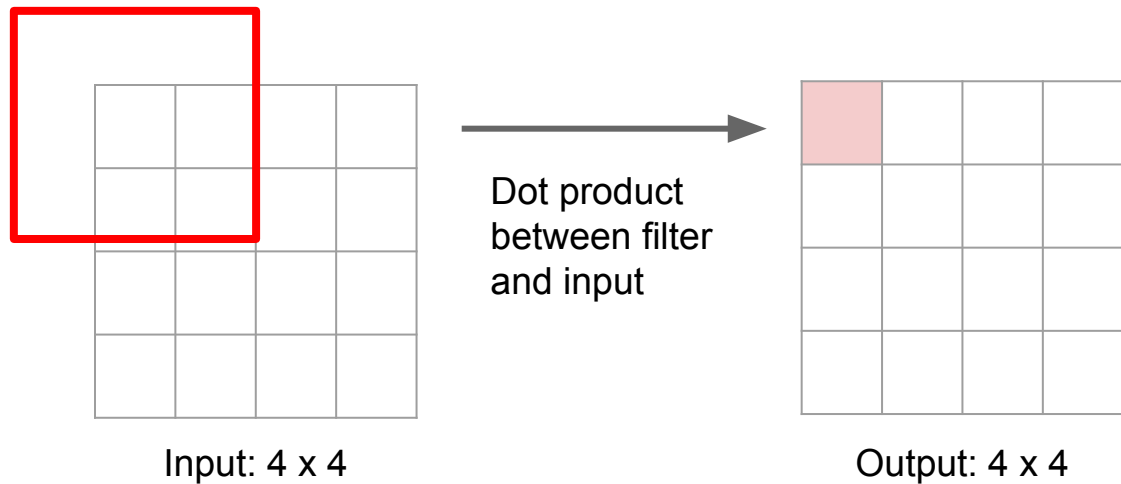 Dot product
between filter
and input
Input: 4 x 4
Output: 4 x 4